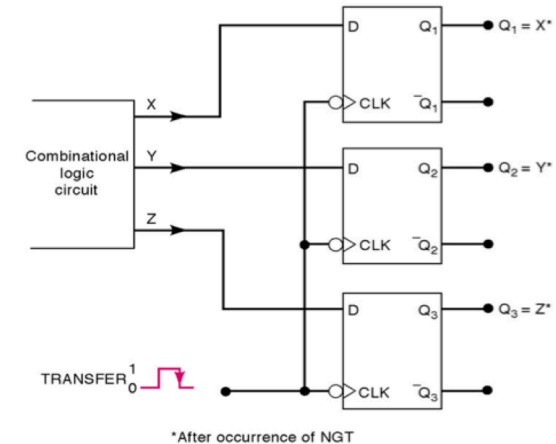 D Q₁ Q₁ = X*
X
CLK Q̅₁
Combinational
logic
circuit
Y
D Q₂ Q₂ = Y*
Z
CLK Q̅₂
D Q₃ Q₃ = Z*
TRANSFER 1
0
CLK Q̅₃
*After occurrence of NGT